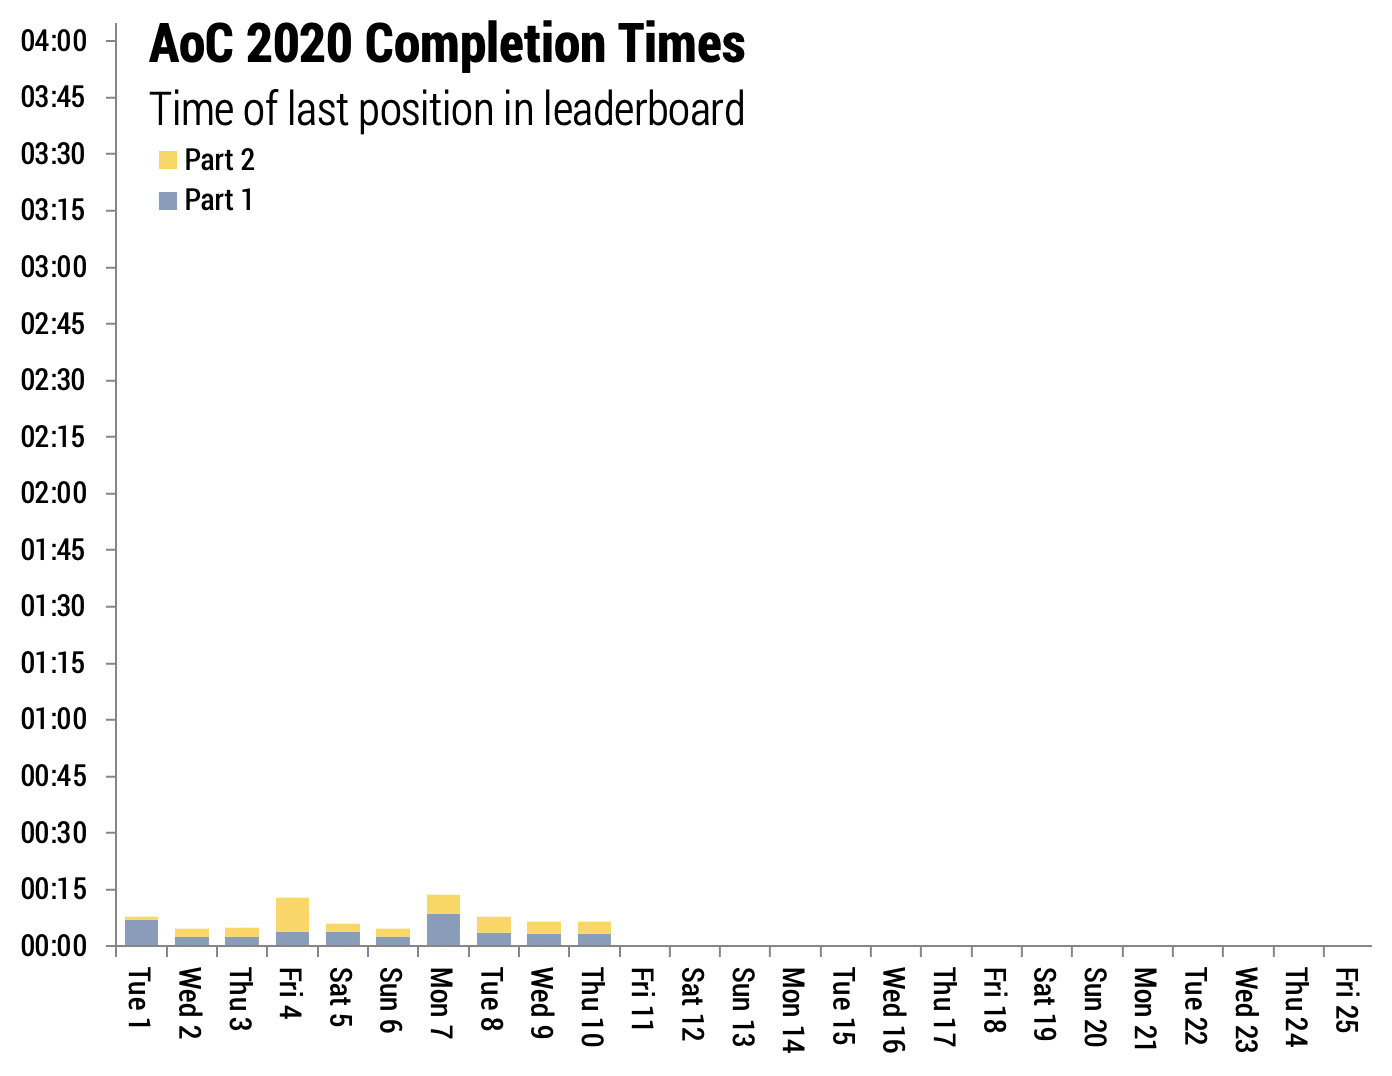 AoC 2020 Completion Times
Time of last position in leaderboard
Part 2
Part 1
04:00
03:45
03:30
03:15
03:00
02:45
02:30
02:15
02:00
01:45
01:30
01:15
01:00
00:45
00:30
00:15
00:00
Tue 1
Wed 2
Thu 3
Fri 4
Sat 5
Sun 6
Mon 7
Tue 8
Wed 9
Thu 10
Fri 11
Sat 12
Sun 13
Mon 14
Tue 15
Wed 16
Thu 17
Fri 18
Sat 19
Sun 20
Mon 21
Tue 22
Wed 23
Thu 24
Fri 25